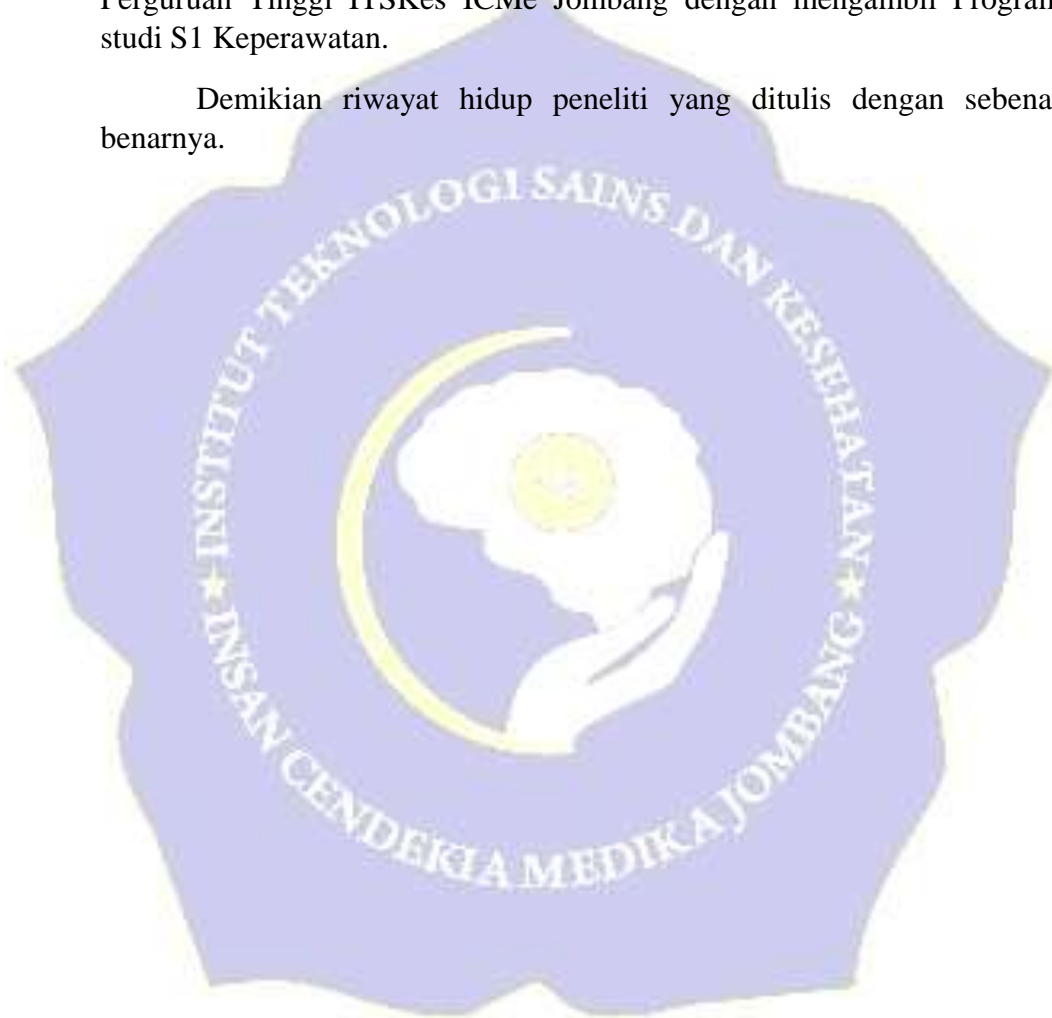 Perguruan Tinggi ITSKes ICMe Jombang dengan mengambil Program
studi S1 Keperawatan.
Demikian riwayat hidup peneliti yang ditulis dengan sebena
benarnya.
INSTITUT TEKNOLOGI SAINS DAN KESEHATAN
INSAN CENDEKIA MEDIKA JOMBANG